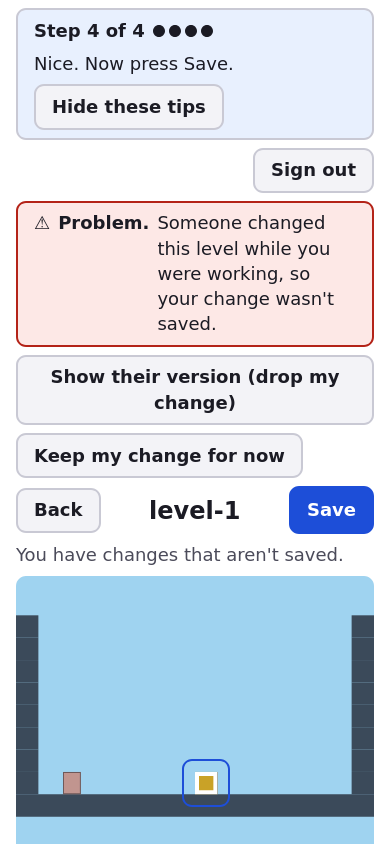 Step 4 of 4
Nice. Now press Save.
Hide these tips
Sign out
⚠ Problem. Someone changed
this level while you
were working, so
your change wasn't
saved.
Show their version (drop my
change)
Keep my change for now
Back level-1 Save
You have changes that aren't saved.